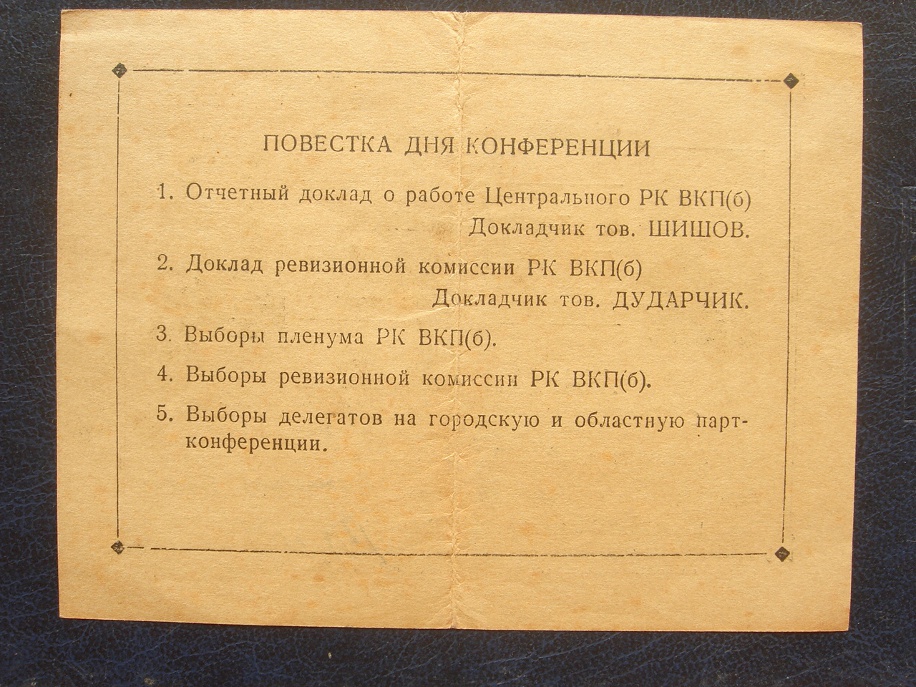 ПОВЕСТКА ДНЯ КОНФЕРЕНЦИИ
1. Отчетный доклад о работе Центрального РК ВКП(б)
Докладчик тов. ШИШОВ.
2. Доклад ревизионной комиссии РК ВКП(б)
Докладчик тов. ДУДАРЧИК.
3. Выборы пленума РК ВКП(б).
4. Выборы ревизионной комиссии РК ВКП(б).
5. Выборы делегатов на городскую и областную парт-
конференции.